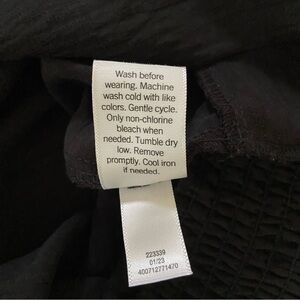 Wash before
wearing. Machine
wash cold with like
colors. Gentle cycle.
Only non-chlorine
bleach when
needed. Tumble dry
low. Remove
promptly. Cool iron
if needed.
223339
01/23
400712771470